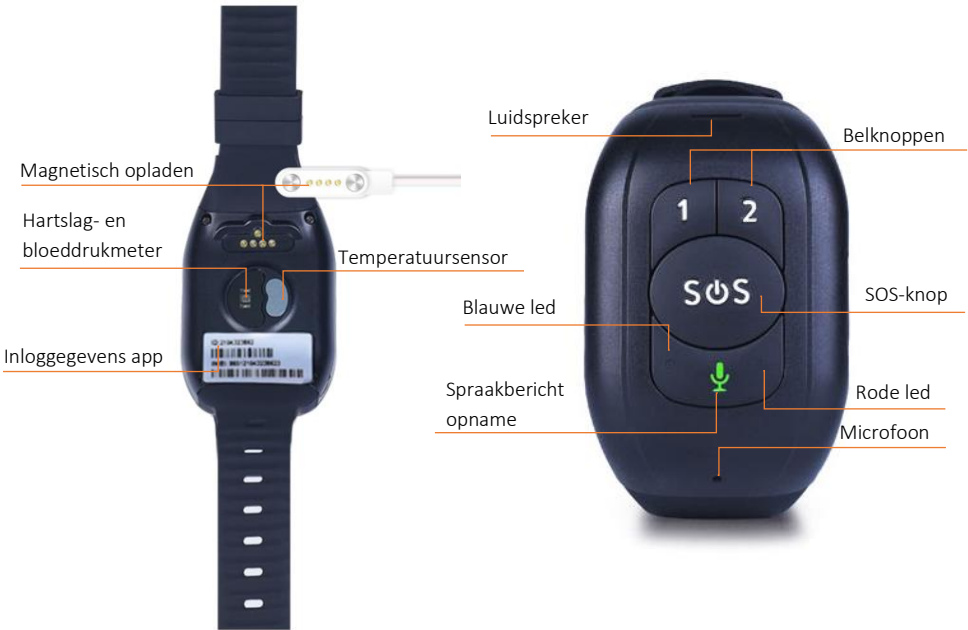 Magnetisch opladen
Hartslag- en
bloeddrukmeter
Temperatuursensor
Inloggegevens app
Luidspreker
Belknoppen
1 2
SOS
SOS-knop
Blauwe led
Spraakbericht
opname
Rode led
Microfoon